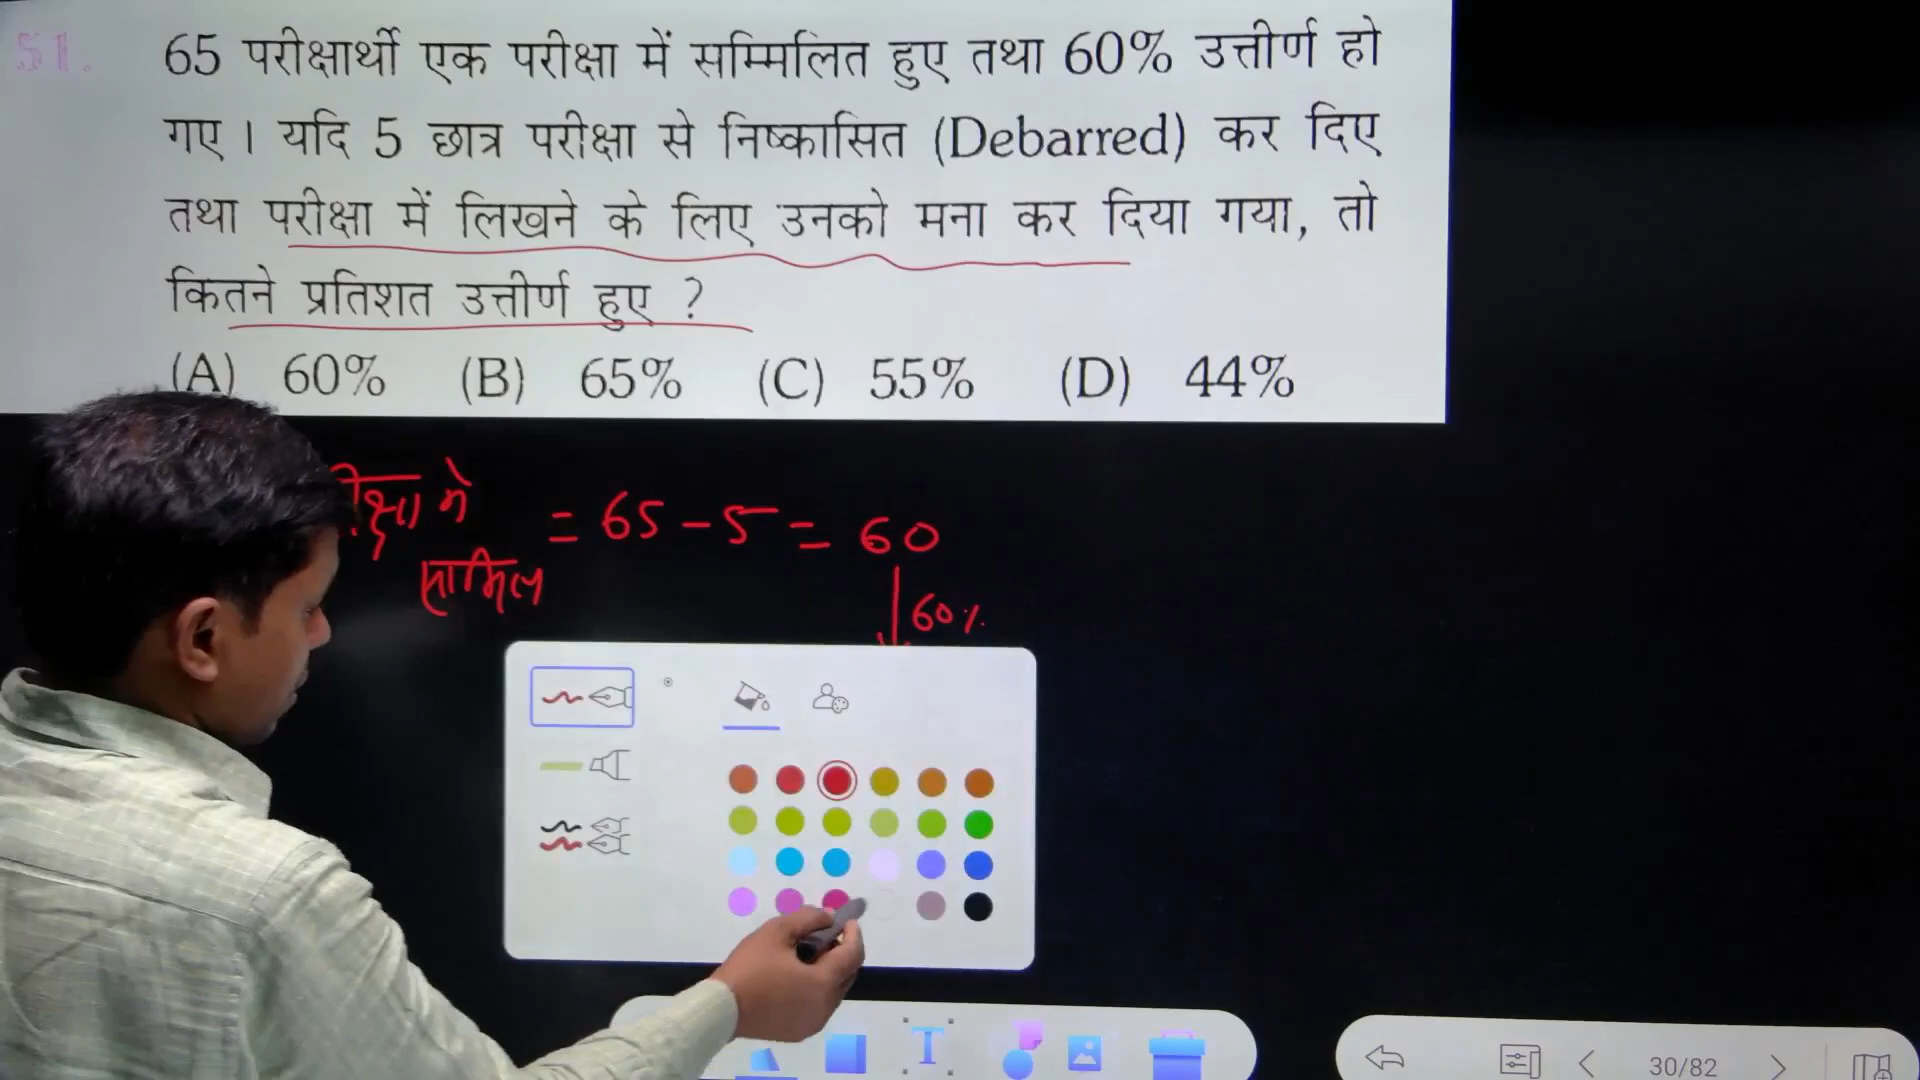 51. 65 परीक्षार्थी एक परीक्षा में सम्मिलित हुए तथा 60% उत्तीर्ण हो
गए । यदि 5 छात्र परीक्षा से निष्कासित (Debarred) कर दिए
तथा परीक्षा में लिखने के लिए उनको मना कर दिया गया, तो
कितने प्रतिशत उत्तीर्ण हुए ?
(A) 60% (B) 65% (C) 55% (D) 44%
= 65 - 5 = 60
सामिल
60%
T
30/82